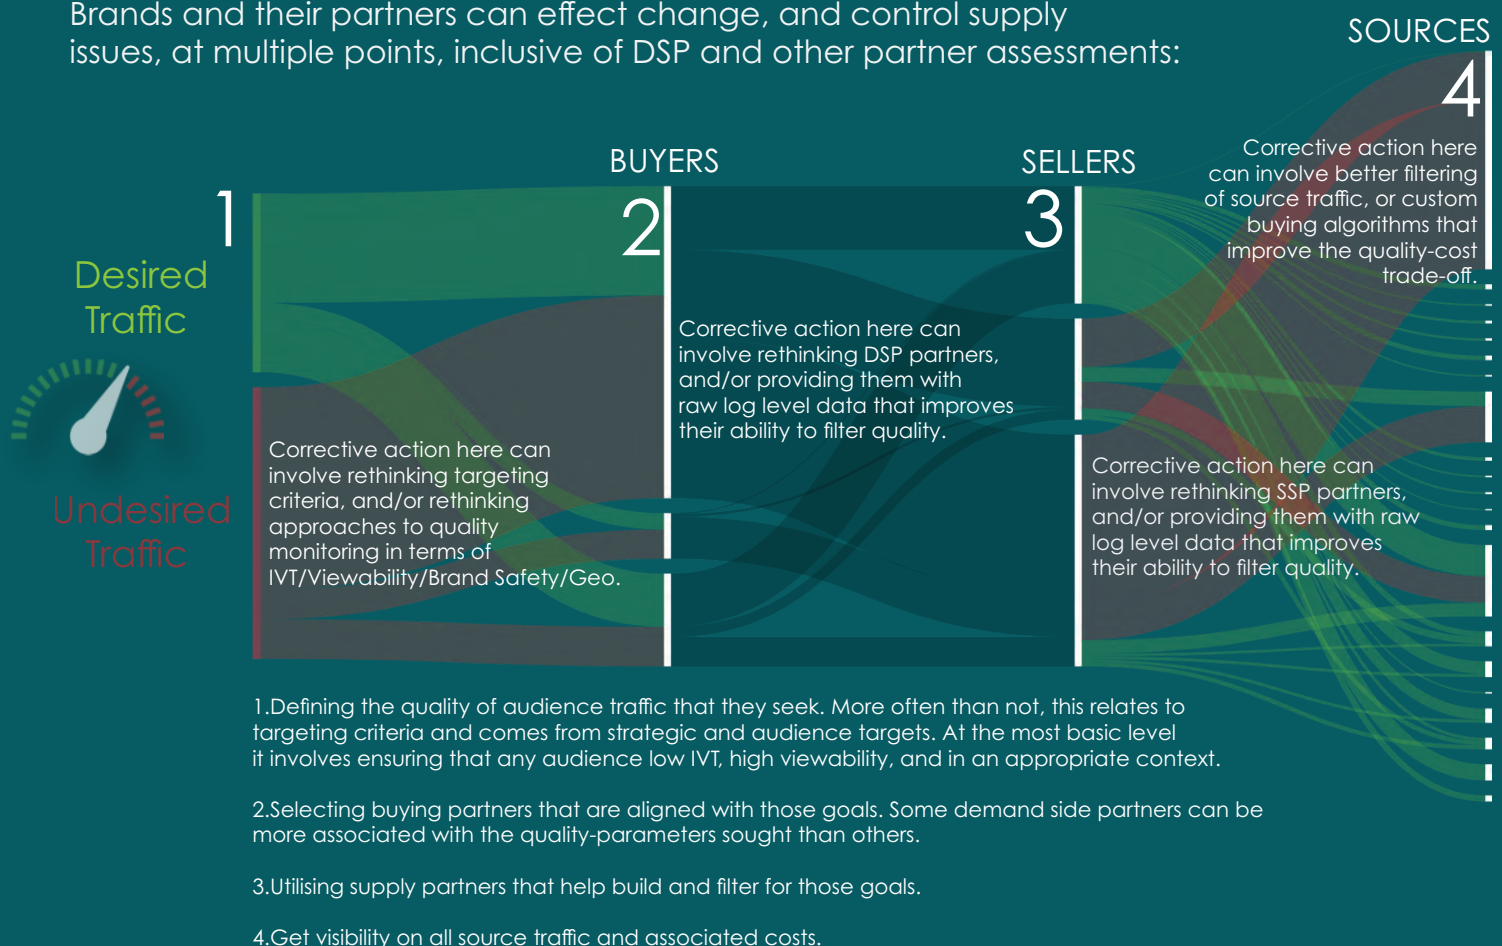 Brands and their partners can effect change, and control supply
issues, at multiple points, inclusive of DSP and other partner assessments:
SOURCES
4
Corrective action here
can involve better filtering
of source traffic, or custom
buying algorithms that
improve the quality-cost
trade-off.
BUYERS
SELLERS
1
2
3
Desired
Traffic
Undesired
Traffic
Corrective action here can
involve rethinking targeting
criteria, and/or rethinking
approaches to quality
monitoring in terms of
IVT/Viewability/Brand Safety/Geo.
Corrective action here can
involve rethinking DSP partners,
and/or providing them with
raw log level data that improves
their ability to filter quality.
Corrective action here can
involve rethinking SSP partners,
and/or providing them with raw
log level data that improves
their ability to filter quality.
1.Defining the quality of audience traffic that they seek. More often than not, this relates to
targeting criteria and comes from strategic and audience targets. At the most basic level
it involves ensuring that any audience low IVT, high viewability, and in an appropriate context.
2.Selecting buying partners that are aligned with those goals. Some demand side partners can be
more associated with the quality-parameters sought than others.
3.Utilising supply partners that help build and filter for those goals.
4.Get visibility on all source traffic and associated costs.